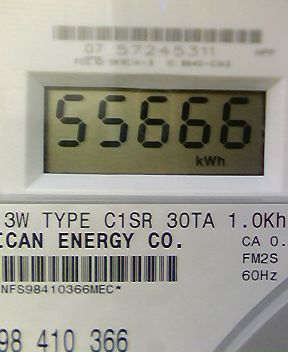 07 57245311
55666
kWh
3W TYPE C1SR 30TA 1.0Kh
ICAN ENERGY CO.
CA 0.
FM2S
60Hz
NFS98410366MEC*
98 410 366